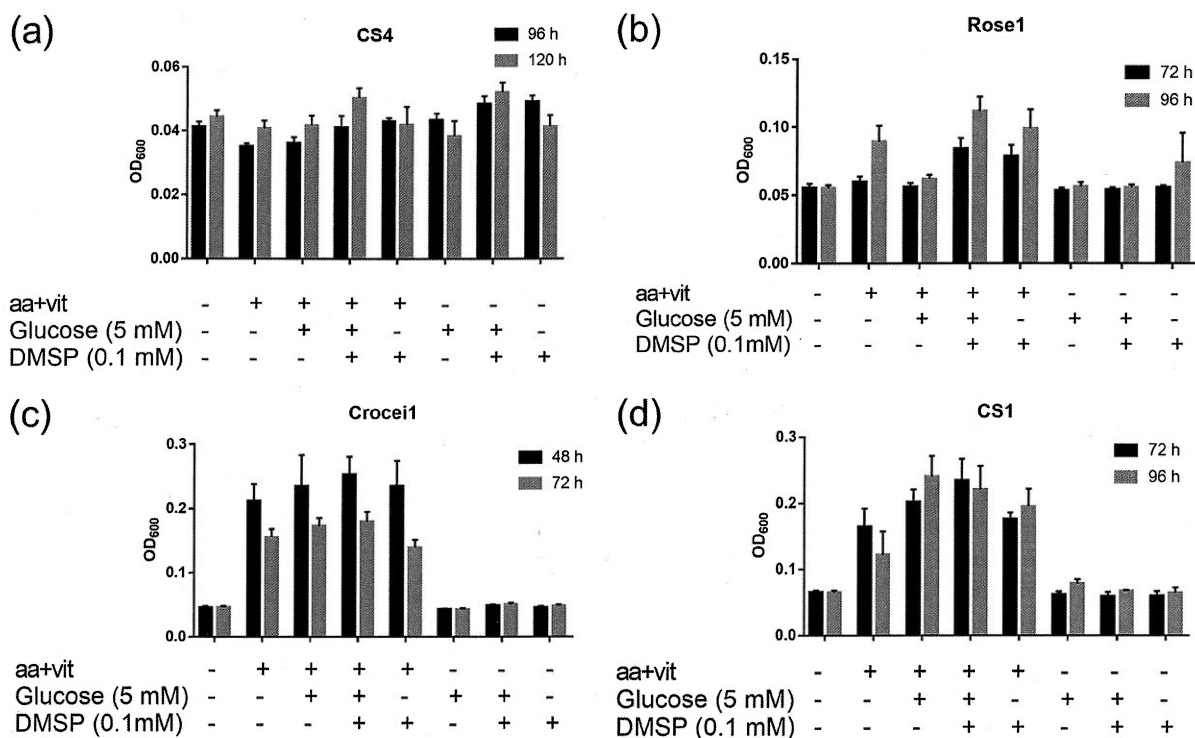 (a)
CS4
96 h
120 h
0.06
0.04
0.02
0.00
OD600
aa+vit - + + + + - - -
Glucose (5 mM) - - + + - + + -
DMSP (0.1 mM) - - - + + - + +
(b)
Rose1
72 h
96 h
0.15
0.10
0.05
0.00
OD600
aa+vit - + + + + - - -
Glucose (5 mM) - - + + - + + -
DMSP (0.1mM) - - - + + - + +
(c)
Crocei1
48 h
72 h
0.3
0.2
0.1
0.0
OD600
aa+vit - + + + + - - -
Glucose (5 mM) - - + + - + + -
DMSP (0.1mM) - - - + + - + +
(d)
CS1
72 h
96 h
0.3
0.2
0.1
0.0
OD600
aa+vit - + + + + - - -
Glucose (5 mM) - - + + - + + -
DMSP (0.1 mM) - - - + + - + +